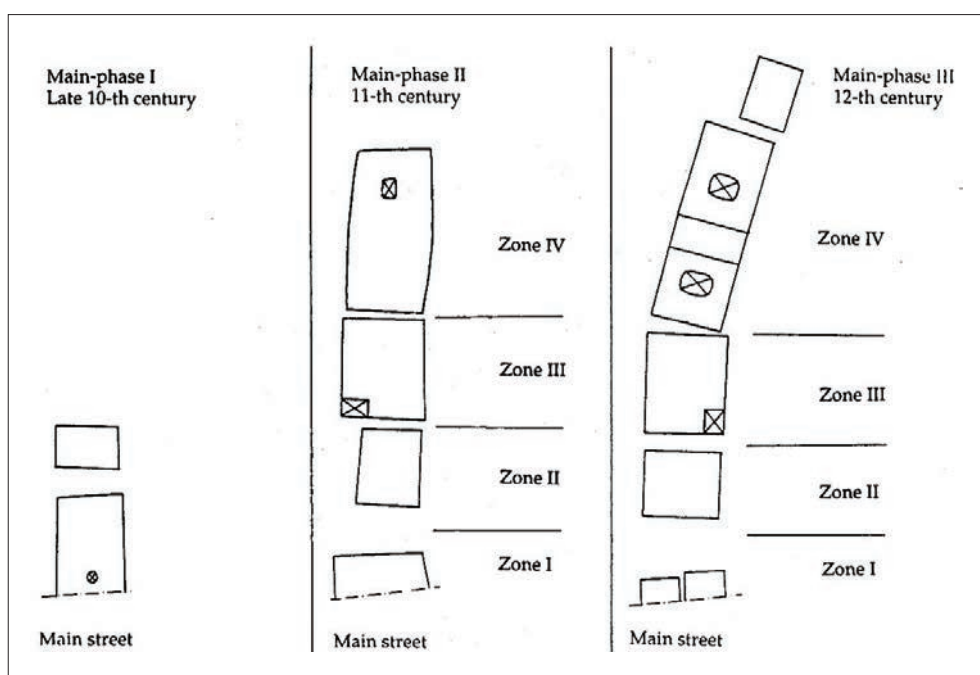 Main-phase I
Late 10-th century
Main street
Main-phase II
11-th century
Zone IV
Zone III
Zone II
Zone I
Main street
Main-phase III
12-th century
Zone IV
Zone III
Zone II
Zone I
Main street